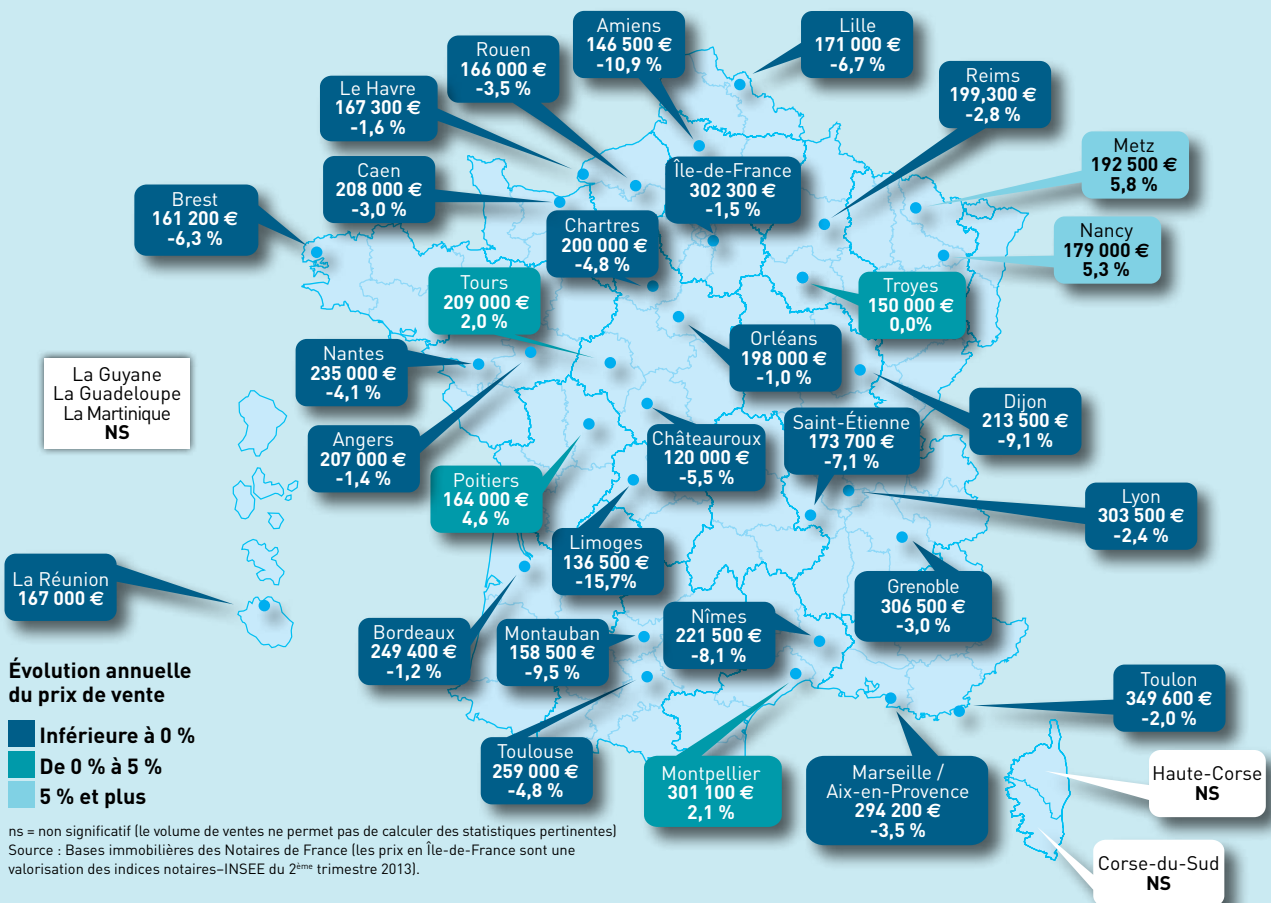 Amiens
146 500 €
-10,9 %
Lille
171 000 €
-6,7 %
Rouen
166 000 €
-3,5 %
Reims
199,300 €
-2,8 %
Le Havre
167 300 €
-1,6 %
Metz
192 500 €
5,8 %
Caen
208 000 €
-3,0 %
Île-de-France
302 300 €
-1,5 %
Brest
161 200 €
-6,3 %
Chartres
200 000 €
-4,8 %
Nancy
179 000 €
5,3 %
Tours
209 000 €
2,0 %
Troyes
150 000 €
0,0%
Orléans
198 000 €
-1,0 %
Nantes
235 000 €
-4,1 %
La Guyane
La Guadeloupe
La Martinique
NS
Dijon
213 500 €
-9,1 %
Angers
207 000 €
-1,4 %
Châteauroux
120 000 €
-5,5 %
Saint-Étienne
173 700 €
-7,1 %
Poitiers
164 000 €
4,6 %
Lyon
303 500 €
-2,4 %
Limoges
136 500 €
-15,7%
La Réunion
167 000 €
Grenoble
306 500 €
-3,0 %
Bordeaux
249 400 €
-1,2 %
Montauban
158 500 €
-9,5 %
Nîmes
221 500 €
-8,1 %
Toulon
349 600 €
-2,0 %
Toulouse
259 000 €
-4,8 %
Montpellier
301 100 €
2,1 %
Marseille /
Aix-en-Provence
294 200 €
-3,5 %
Haute-Corse
NS
Corse-du-Sud
NS
Évolution annuelle
du prix de vente
Inférieure à 0 %
De 0 % à 5 %
5 % et plus
ns = non significatif (le volume de ventes ne permet pas de calculer des statistiques pertinentes)
Source : Bases immobilières des Notaires de France (les prix en Île-de-France sont une
valorisation des indices notaires–INSEE du 2ème trimestre 2013).